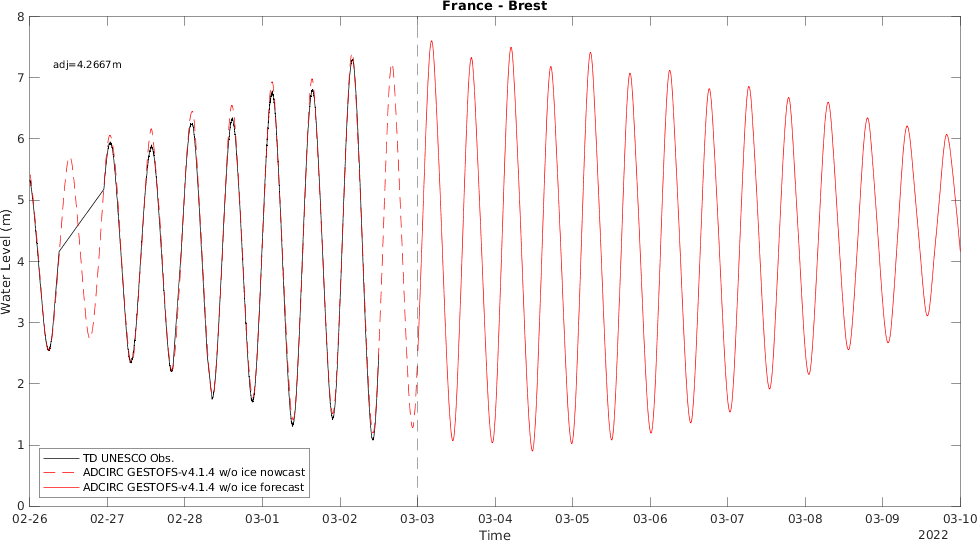 France - Brest
adj=4.2667m
8
7
6
5
4
3
2
1
0
Water Level (m)
TD UNESCO Obs.
ADCIRC GESTOFS-v4.1.4 w/o ice nowcast
ADCIRC GESTOFS-v4.1.4 w/o ice forecast
02-26 02-27 02-28 03-01 03-02 03-03 03-04 03-05 03-06 03-07 03-08 03-09 03-10
Time
2022